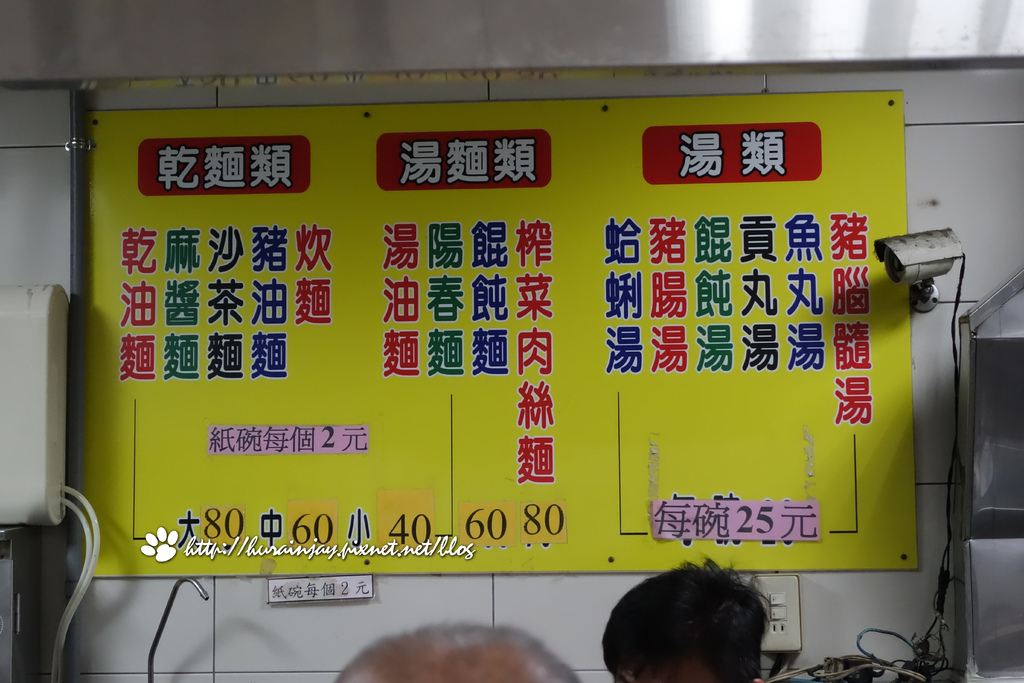 乾麵類
乾油麵
麻醬麵
沙茶麵
豬油麵
炊麵
湯麵類
湯油麵
陽春麵
餛飩麵
榨菜肉絲麵
湯類
蛤蜊湯
豬腸湯
餛飩湯
貢丸湯
魚丸湯
豬腦髓湯
紙碗每個2元
大80 中60 小40 60 80
每碗25元
http://hurainjay.pixnet.net/blog
紙碗每個2元